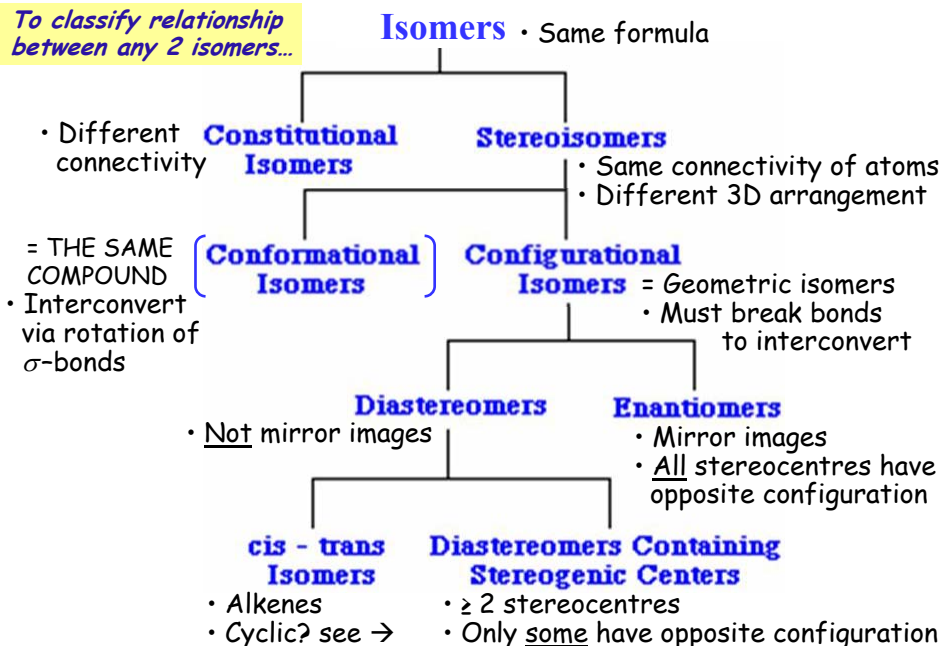 To classify relationship
between any 2 isomers…
Isomers • Same formula
• Different
connectivity
Constitutional
Isomers
Stereoisomers
• Same connectivity of atoms
• Different 3D arrangement
= THE SAME
COMPOUND
• Interconvert
via rotation of
σ-bonds
Conformational
Isomers
Configurational
Isomers = Geometric isomers
• Must break bonds
to interconvert
Diastereomers
• Not mirror images
Enantiomers
• Mirror images
• All stereocentres have
opposite configuration
cis - trans
Isomers
• Alkenes
• Cyclic? see →
Diastereomers Containing
Stereogenic Centers
• ≥ 2 stereocentres
• Only some have opposite configuration